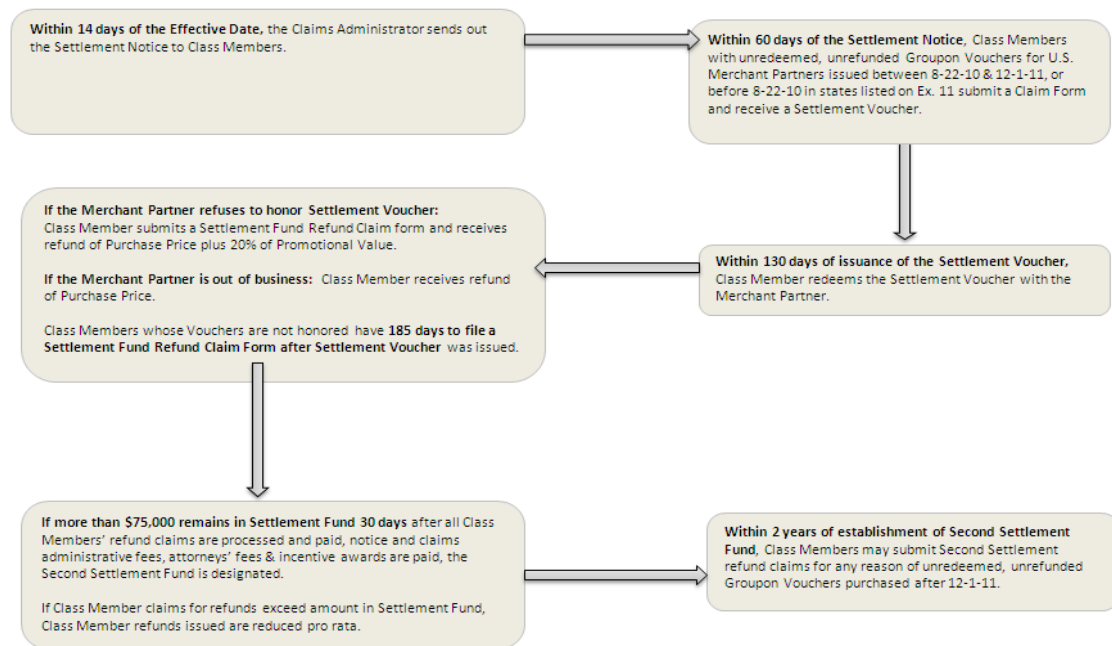 Within 14 days of the Effective Date, the Claims Administrator sends out
the Settlement Notice to Class Members.
Within 60 days of the Settlement Notice, Class Members
with unredeemed, unrefunded Groupon Vouchers for U.S.
Merchant Partners issued between 8-22-10 & 12-1-11, or
before 8-22-10 in states listed on Ex. 11 submit a Claim Form
and receive a Settlement Voucher.
Within 130 days of issuance of the Settlement Voucher,
Class Member redeems the Settlement Voucher with the
Merchant Partner.
If the Merchant Partner refuses to honor Settlement Voucher:
Class Member submits a Settlement Fund Refund Claim form and receives
refund of Purchase Price plus 20% of Promotional Value.
If the Merchant Partner is out of business: Class Member receives refund
of Purchase Price.
Class Members whose Vouchers are not honored have 185 days to file a
Settlement Fund Refund Claim Form after Settlement Voucher was issued.
If more than $75,000 remains in Settlement Fund 30 days after all Class
Members' refund claims are processed and paid, notice and claims
administrative fees, attorneys' fees & incentive awards are paid, the
Second Settlement Fund is designated.
If Class Member claims for refunds exceed amount in Settlement Fund,
Class Member refunds issued are reduced pro rata.
Within 2 years of establishment of Second Settlement
Fund, Class Members may submit Second Settlement
refund claims for any reason of unredeemed, unrefunded
Groupon Vouchers purchased after 12-1-11.